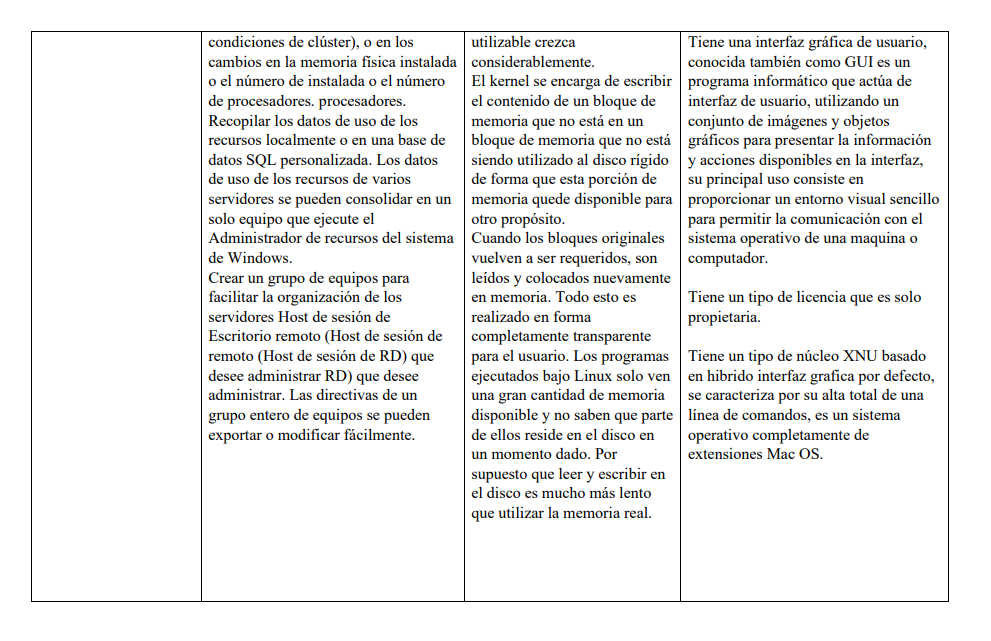 condiciones de clúster), o en los
cambios en la memoria física instalada
o el número de instalada o el número
de procesadores. procesadores.
Recopilar los datos de uso de los
recursos localmente o en una base de
datos SQL personalizada. Los datos
de uso de los recursos de varios
servidores se pueden consolidar en un
solo equipo que ejecute el
Administrador de recursos del sistema
de Windows.
Crear un grupo de equipos para
facilitar la organización de los
servidores Host de sesión de
Escritorio remoto (Host de sesión de
remoto (Host de sesión de RD) que
desee administrar RD) que desee
administrar. Las directivas de un
grupo entero de equipos se pueden
exportar o modificar fácilmente.
utilizable crezca
considerablemente.
El kernel se encarga de escribir
el contenido de un bloque de
memoria que no está en un
bloque de memoria que no está
siendo utilizado al disco rígido
de forma que esta porción de
memoria quede disponible para
otro propósito.
Cuando los bloques originales
vuelven a ser requeridos, son
leídos y colocados nuevamente
en memoria. Todo esto es
realizado en forma
completamente transparente
para el usuario. Los programas
ejecutados bajo Linux solo ven
una gran cantidad de memoria
disponible y no saben que parte
de ellos reside en el disco en
un momento dado. Por
supuesto que leer y escribir en
el disco es mucho más lento
que utilizar la memoria real.
Tiene una interfaz gráfica de usuario,
conocida también como GUI es un
programa informático que actúa de
interfaz de usuario, utilizando un
conjunto de imágenes y objetos
gráficos para presentar la información
y acciones disponibles en la interfaz,
su principal uso consiste en
proporcionar un entorno visual sencillo
para permitir la comunicación con el
sistema operativo de una maquina o
computador.
Tiene un tipo de licencia que es solo
propietaria.
Tiene un tipo de núcleo XNU basado
en hibrido interfaz grafica por defecto,
se caracteriza por su alta total de una
línea de comandos, es un sistema
operativo completamente de
extensiones Mac OS.